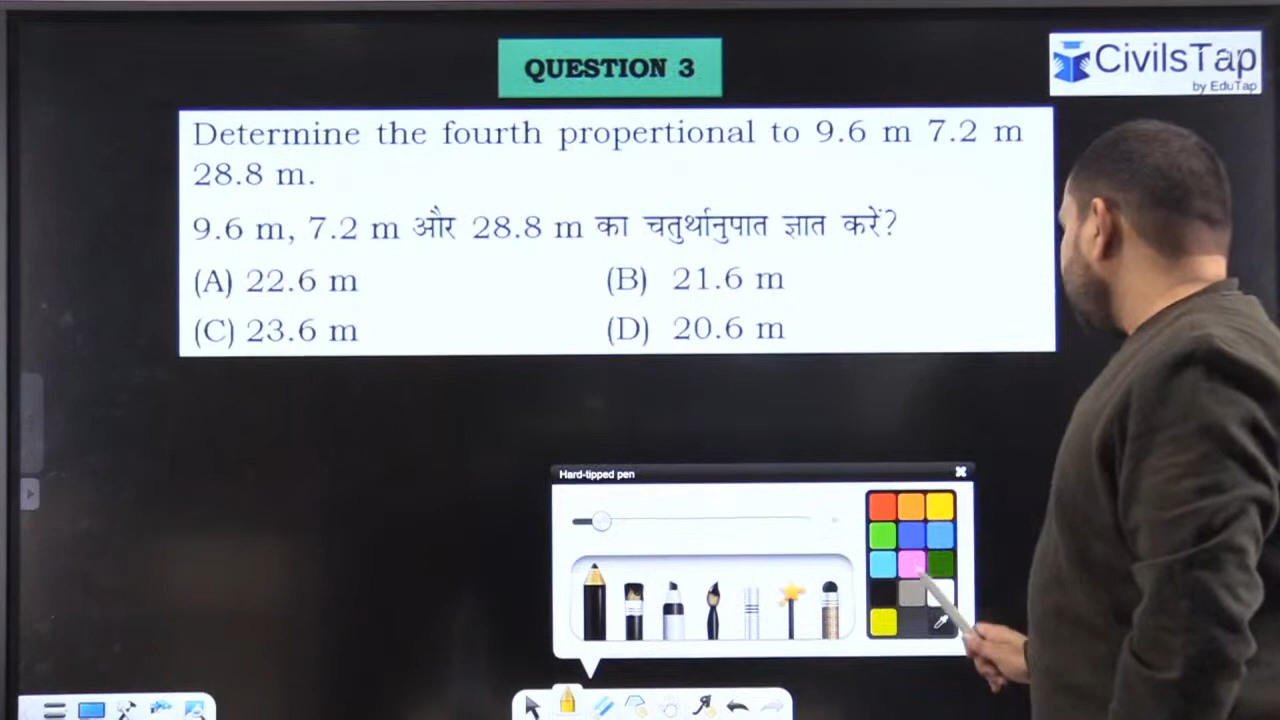 QUESTION 3
CivilsTap
by EduTap
Determine the fourth propertional to 9.6 m 7.2 m
28.8 m.
9.6 m, 7.2 m और 28.8 m का चतुर्थानुपात ज्ञात करें?
(A) 22.6 m (B) 21.6 m
(C) 23.6 m (D) 20.6 m
Hard-tipped pen